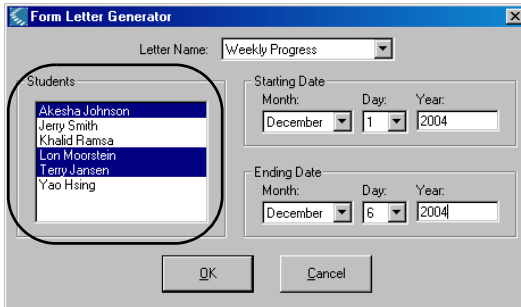 Form Letter Generator
Letter Name: Weekly Progress
Students
Akesha Johnson
Jerry Smith
Khalid Ramsa
Lon Moorstein
Terry Jansen
Yao Hsing
Starting Date
Month: Day: Year:
December 1 2004
Ending Date
Month: Day: Year:
December 6 2004
OK Cancel